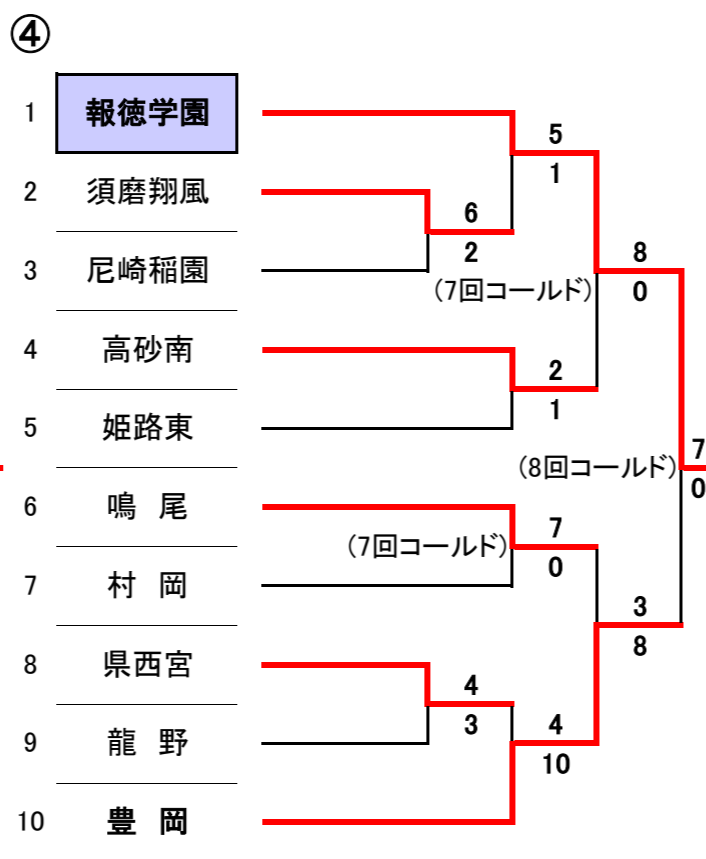 ④
1 報徳学園
5
1
2 須磨翔風
6
2
3 尼崎稲園
8
0
(7回コールド)
4 高砂南
2
1
5 姫路東
(8回コールド)
7
0
6 鳴 尾
(7回コールド)
7
0
7 村 岡
3
8
8 県西宮
4
3
9 龍 野
4
10
10 豊 岡